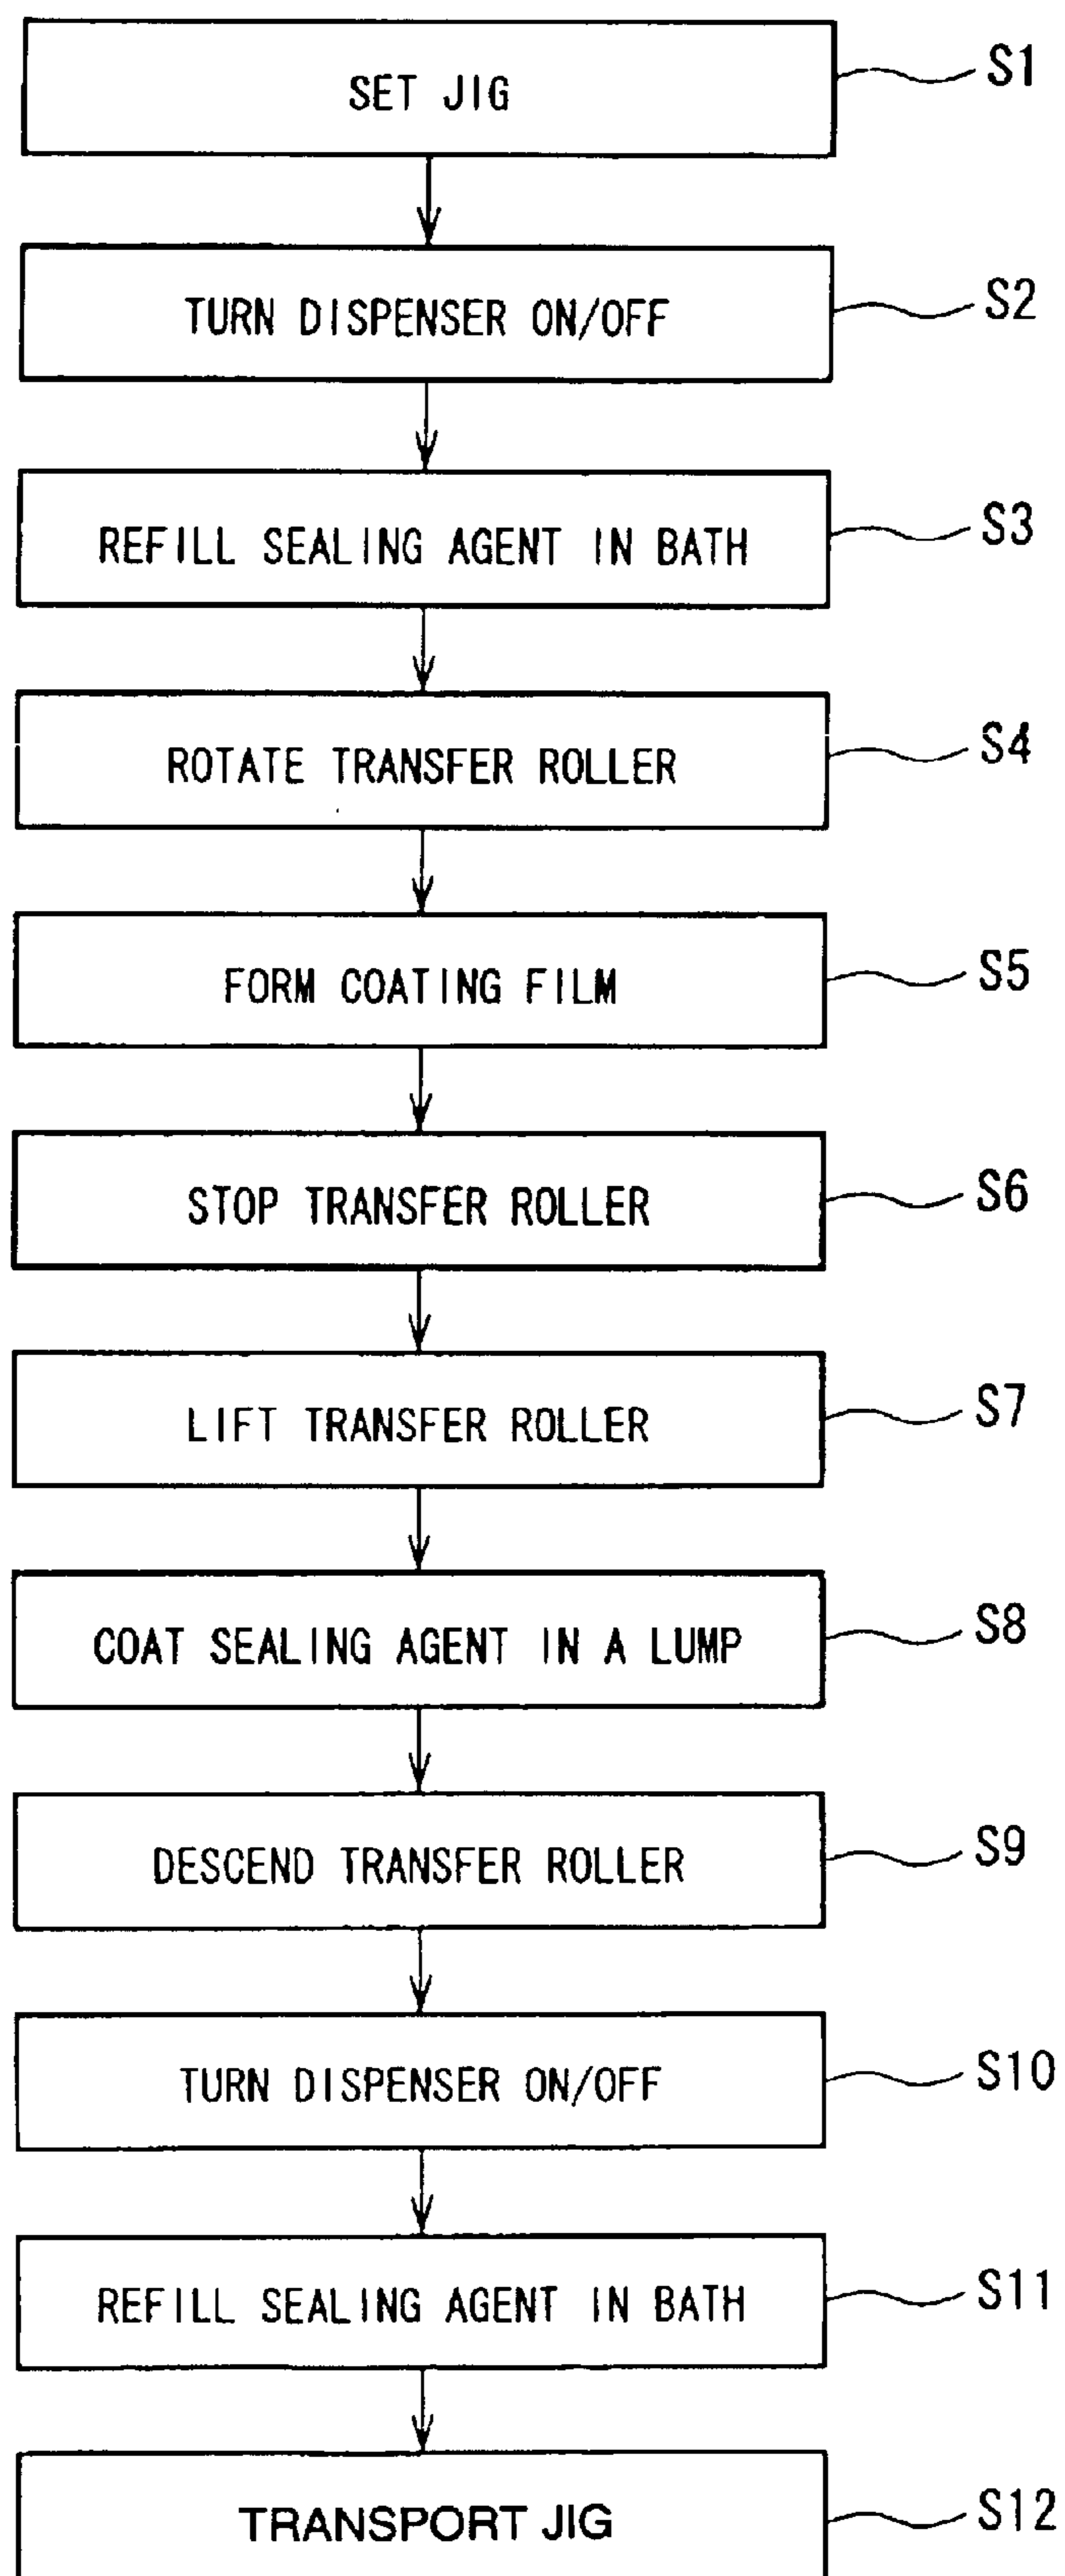 SET JIG
S1
TURN DISPENSER ON/OFF
S2
REFILL SEALING AGENT IN BATH
S3
ROTATE TRANSFER ROLLER
S4
FORM COATING FILM
S5
STOP TRANSFER ROLLER
S6
LIFT TRANSFER ROLLER
S7
COAT SEALING AGENT IN A LUMP
S8
DESCEND TRANSFER ROLLER
S9
TURN DISPENSER ON/OFF
S10
REFILL SEALING AGENT IN BATH
S11
TRANSPORT JIG
S12